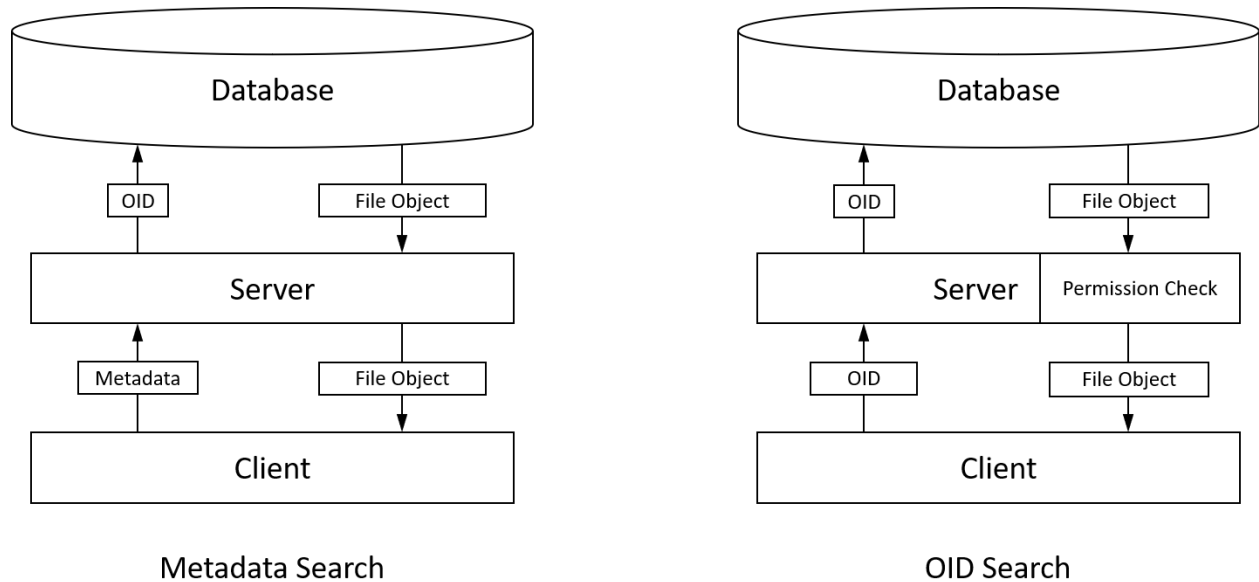 Database
OID
File Object
Server
Metadata
File Object
Client
Metadata Search
Database
OID
File Object
Server
Permission Check
OID
File Object
Client
OID Search